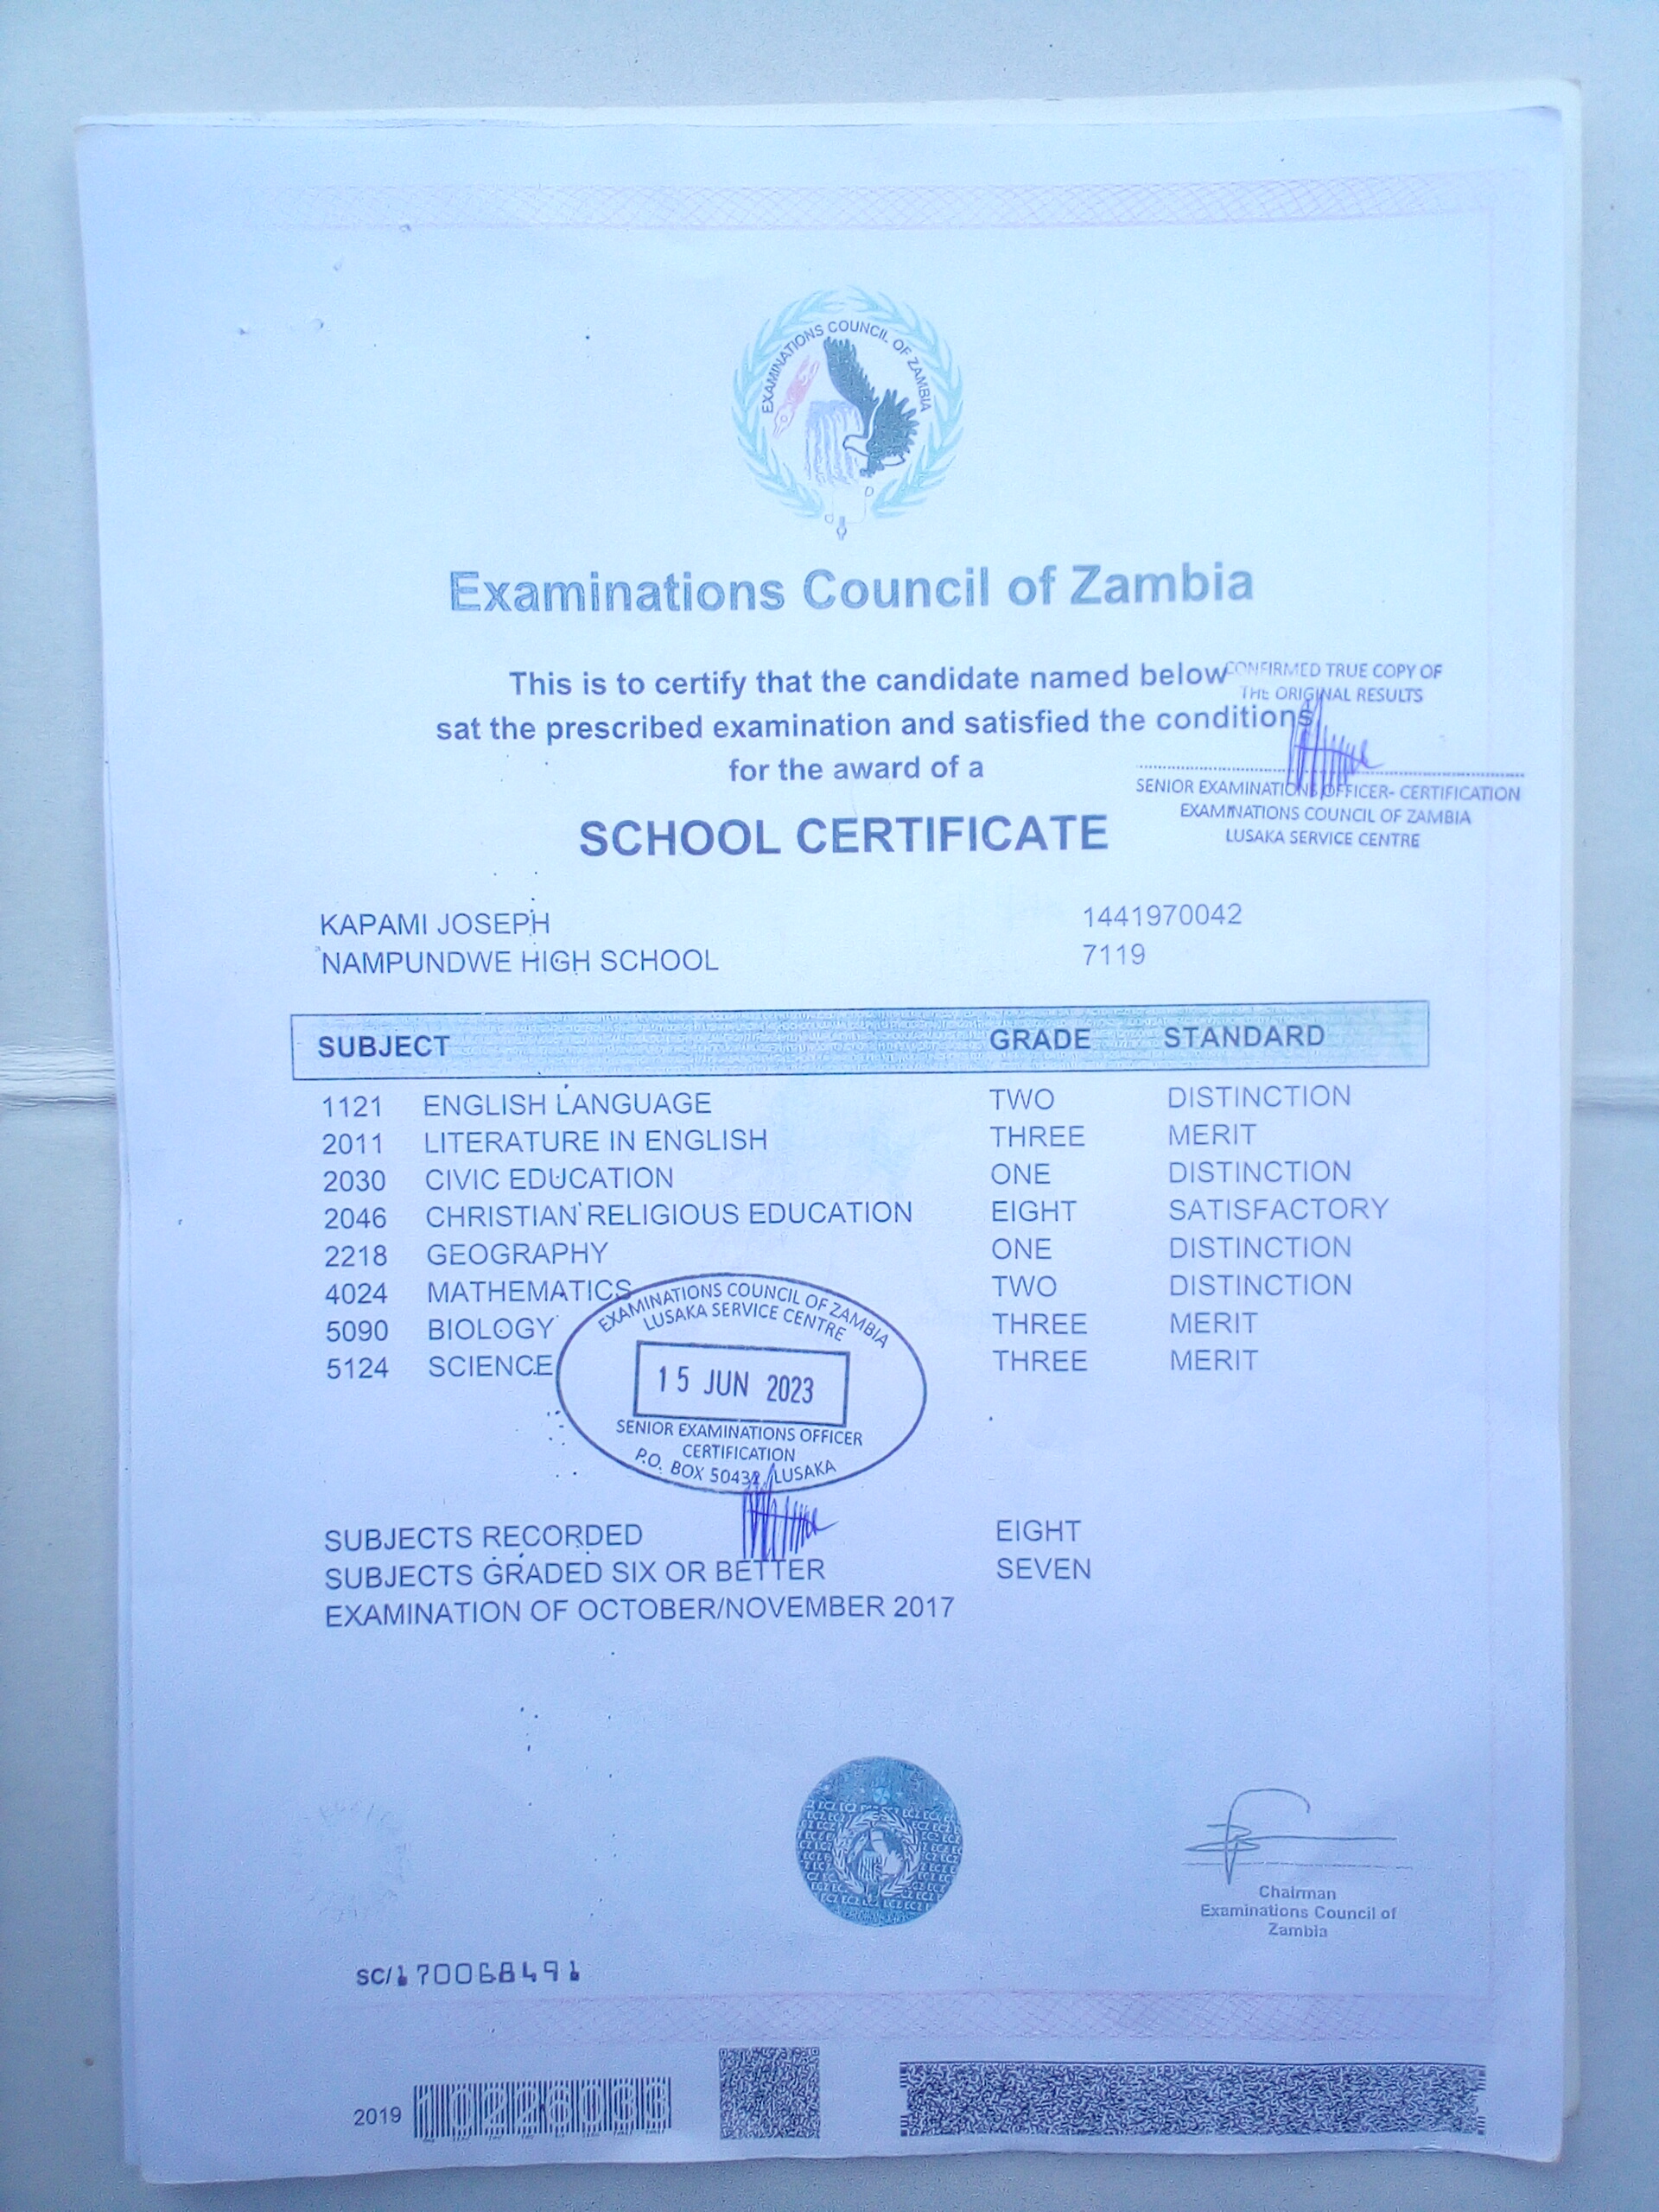 EXAMINATIONS COUNCIL OF ZAMBIA
Examinations Council of Zambia
This is to certify that the candidate named below
sat the prescribed examination and satisfied the conditions
for the award of a
SCHOOL CERTIFICATE
CONFIRMED TRUE COPY OF
THE ORIGINAL RESULTS
SENIOR EXAMINATIONS OFFICER- CERTIFICATION
EXAMINATIONS COUNCIL OF ZAMBIA
LUSAKA SERVICE CENTRE
KAPAMI JOSEPH 1441970042
NAMPUNDWE HIGH SCHOOL 7119
SUBJECT GRADE STANDARD
1121 ENGLISH LANGUAGE TWO DISTINCTION
2011 LITERATURE IN ENGLISH THREE MERIT
2030 CIVIC EDUCATION ONE DISTINCTION
2046 CHRISTIAN RELIGIOUS EDUCATION EIGHT SATISFACTORY
2218 GEOGRAPHY ONE DISTINCTION
4024 MATHEMATICS TWO DISTINCTION
5090 BIOLOGY THREE MERIT
5124 SCIENCE THREE MERIT
EXAMINATIONS COUNCIL OF ZAMBIA
LUSAKA SERVICE CENTRE
15 JUN 2023
SENIOR EXAMINATIONS OFFICER
CERTIFICATION
P.O. BOX 50432, LUSAKA
SUBJECTS RECORDED EIGHT
SUBJECTS GRADED SIX OR BETTER SEVEN
EXAMINATION OF OCTOBER/NOVEMBER 2017
Chairman
Examinations Council of
Zambia
SC/170068491
2019